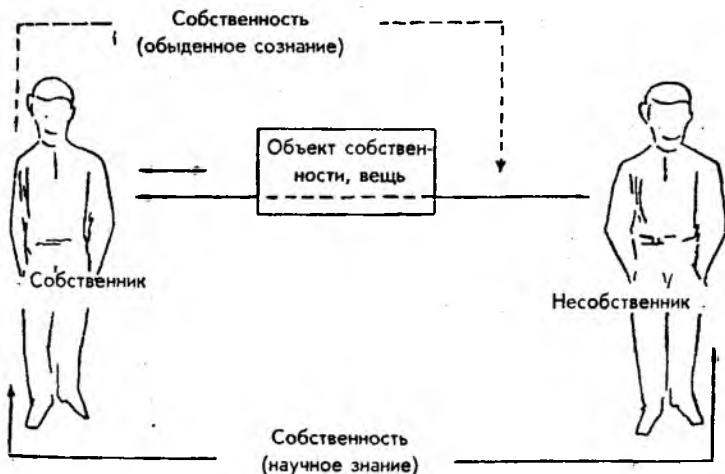 Собственность
(обыденное сознание)
Объект собствен-
ности, вещь
Собственник
Несобственник
Собственность
(научное знание)